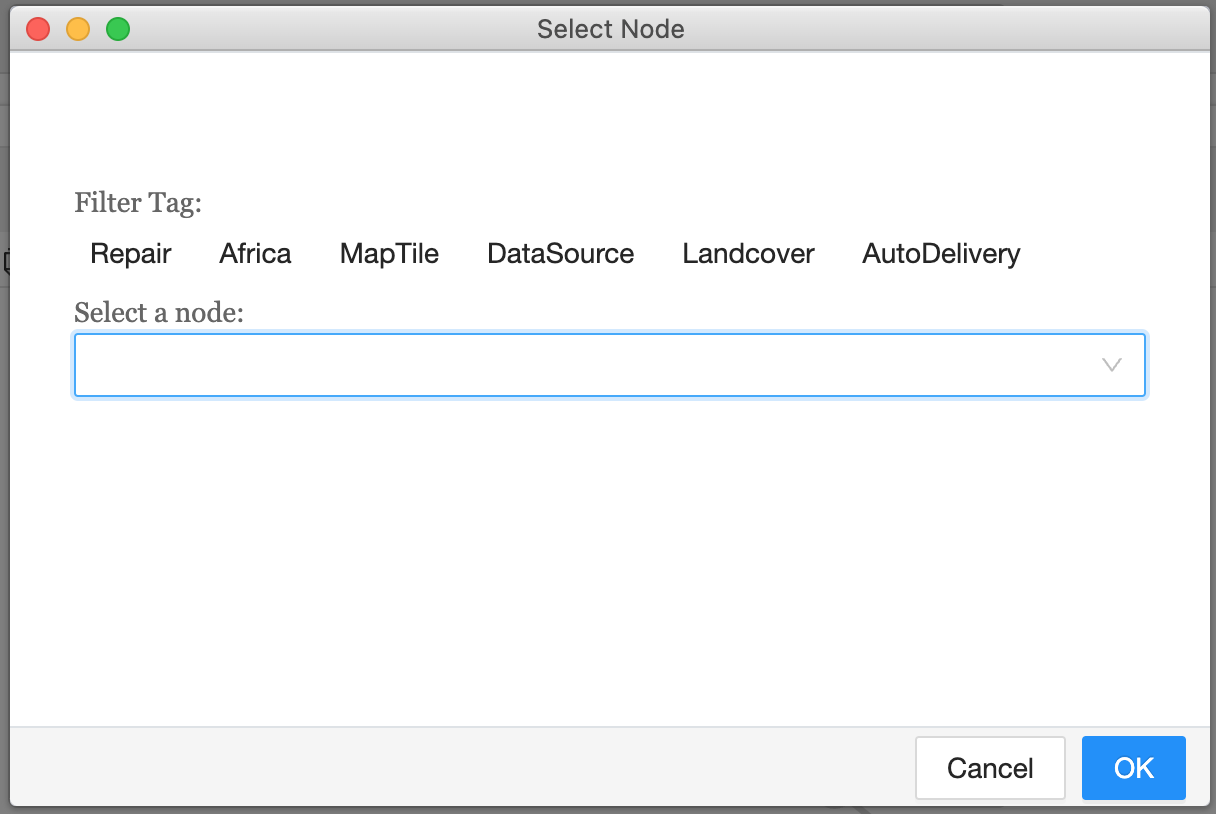 Select Node
Filter Tag:
Repair Africa MapTile DataSource Landcover AutoDelivery
Select a node:
Cancel OK